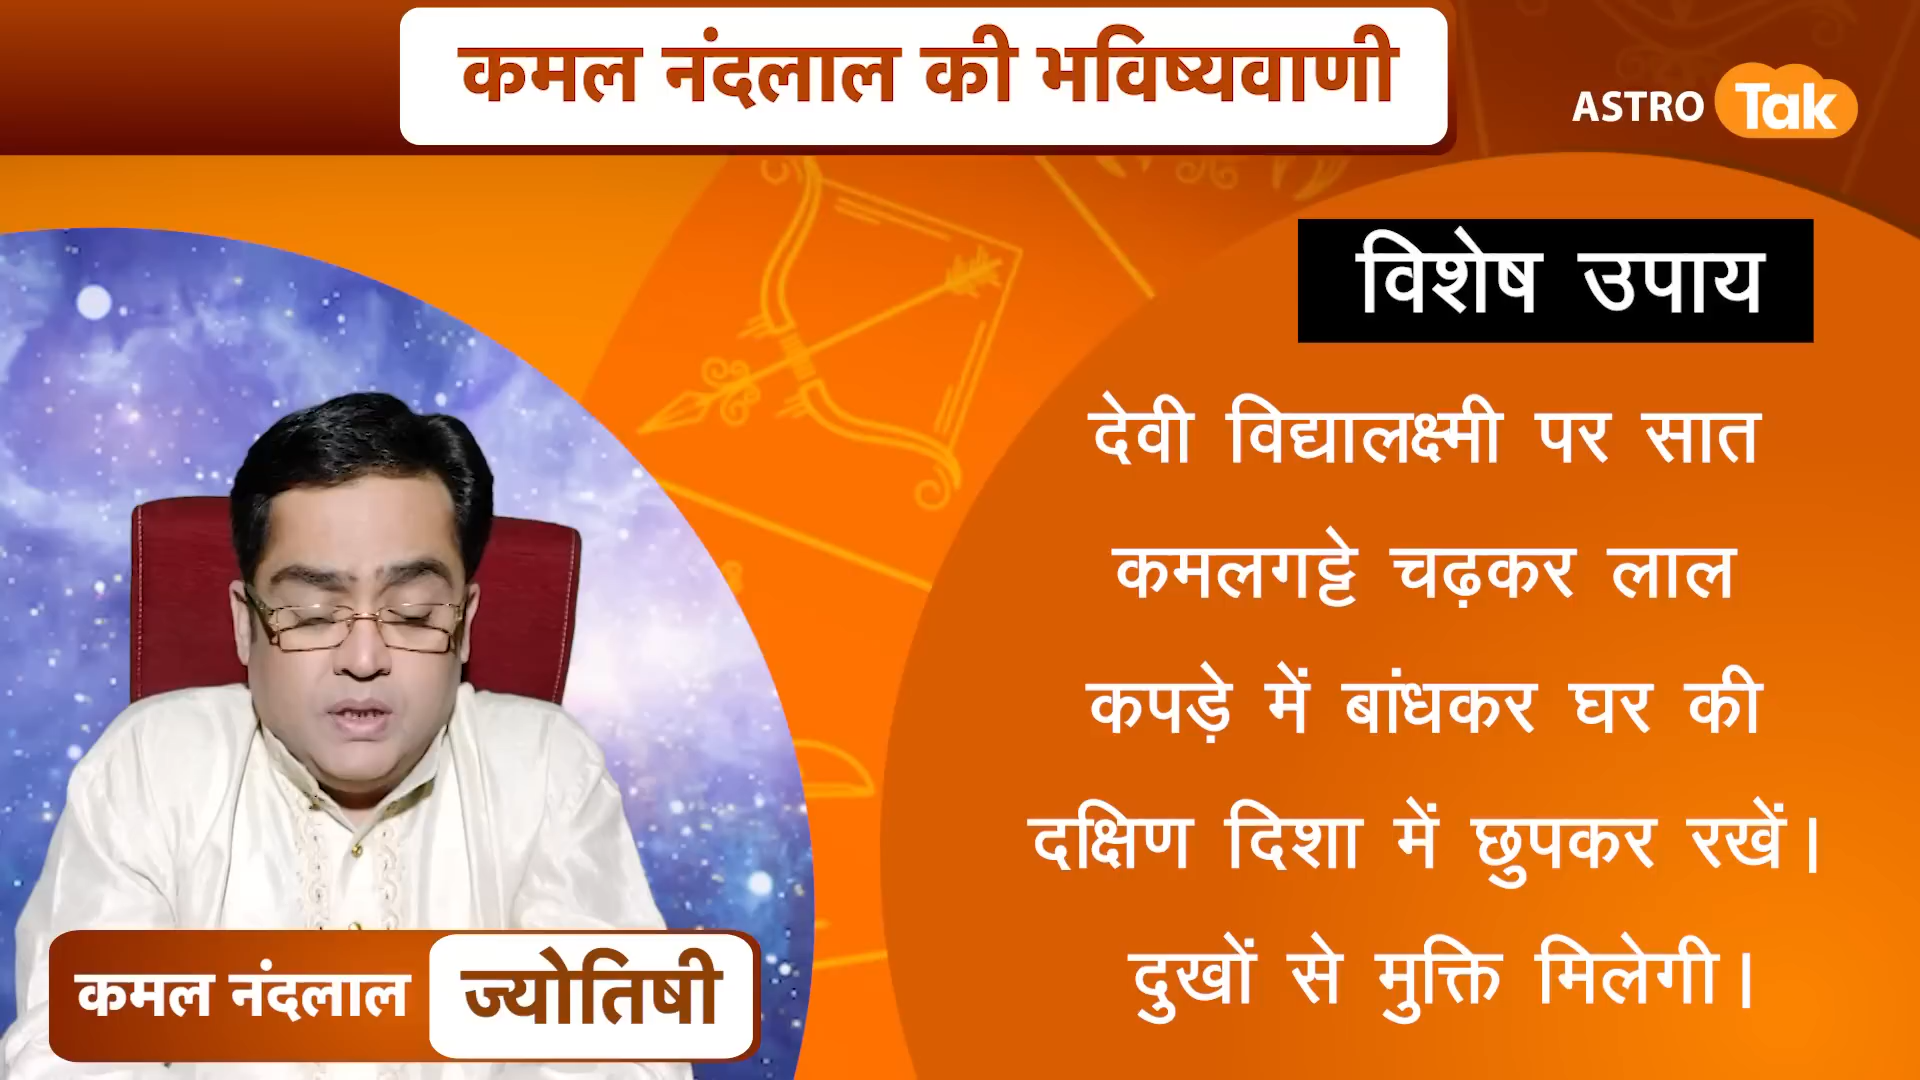 कमल नंदलाल की भविष्यवाणी
ASTRO Tak
विशेष उपाय
देवी विद्यालक्ष्मी पर सात
कमलगट्टे चढ़कर लाल
कपड़े में बांधकर घर की
दक्षिण दिशा में छुपकर रखें।
दुखों से मुक्ति मिलेगी।
कमल नंदलाल ज्योतिषी